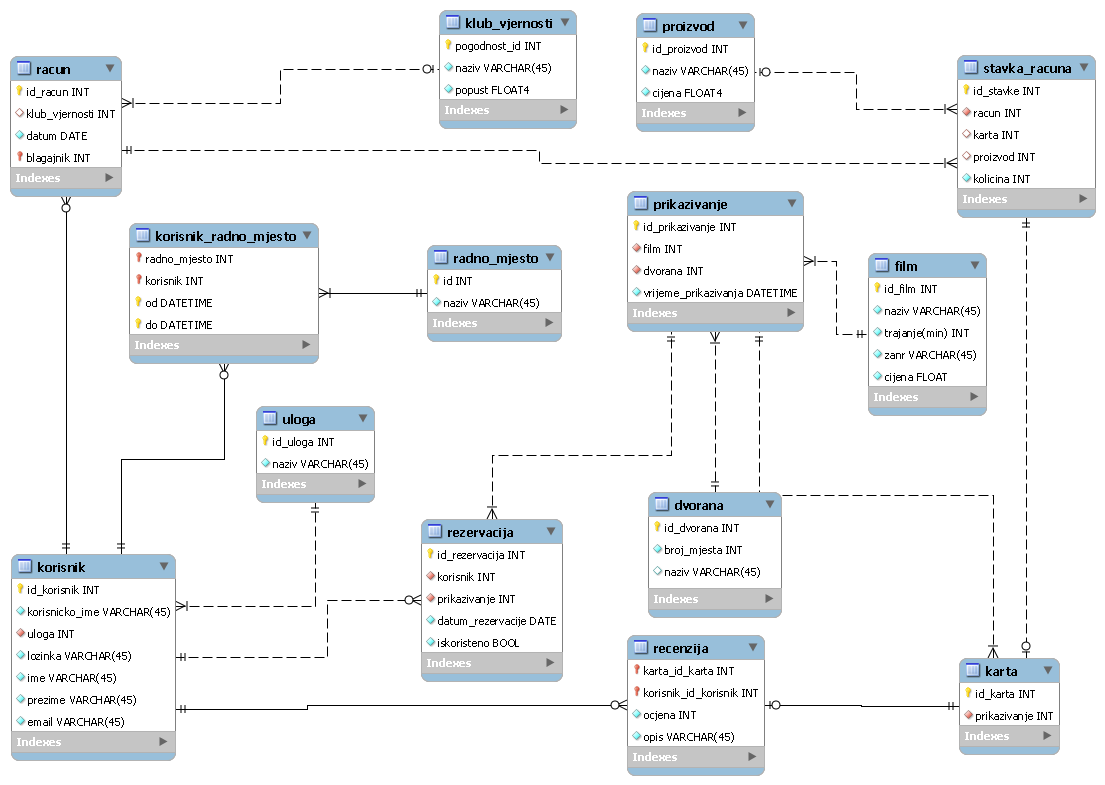 racun
id_racun INT
klub_vjernosti INT
datum DATE
blagajnik INT
Indexes
klub_vjernosti
pogodnost_id INT
naziv VARCHAR(45)
popust FLOAT4
Indexes
proizvod
id_proizvod INT
naziv VARCHAR(45)
cijena FLOAT4
Indexes
stavka_racuna
id_stavke INT
racun INT
karta INT
proizvod INT
kolicina INT
Indexes
korisnik_radno_mjesto
radno_mjesto INT
korisnik INT
od DATETIME
do DATETIME
Indexes
radno_mjesto
id INT
naziv VARCHAR(45)
Indexes
prikazivanje
id_prikazivanje INT
film INT
dvorana INT
vrijeme_prikazivanja DATETIME
Indexes
film
id_film INT
naziv VARCHAR(45)
trajanje(min) INT
zanr VARCHAR(45)
cijena FLOAT
Indexes
uloga
id_uloga INT
naziv VARCHAR(45)
Indexes
korisnik
id_korisnik INT
korisnicko_ime VARCHAR(45)
uloga INT
lozinka VARCHAR(45)
ime VARCHAR(45)
prezime VARCHAR(45)
email VARCHAR(45)
Indexes
rezervacija
id_rezervacija INT
korisnik INT
prikazivanje INT
datum_rezervacije DATE
iskoristeno BOOL
Indexes
dvorana
id_dvorana INT
broj_mjesta INT
naziv VARCHAR(45)
Indexes
recenzija
karta_id_karta INT
korisnik_id_korisnik INT
ocjena INT
opis VARCHAR(45)
Indexes
karta
id_karta INT
prikazivanje INT
Indexes